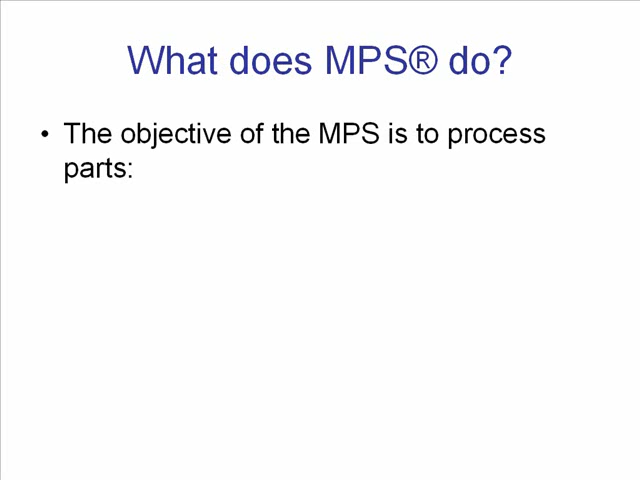 What does MPS® do?
• The objective of the MPS is to process
parts: